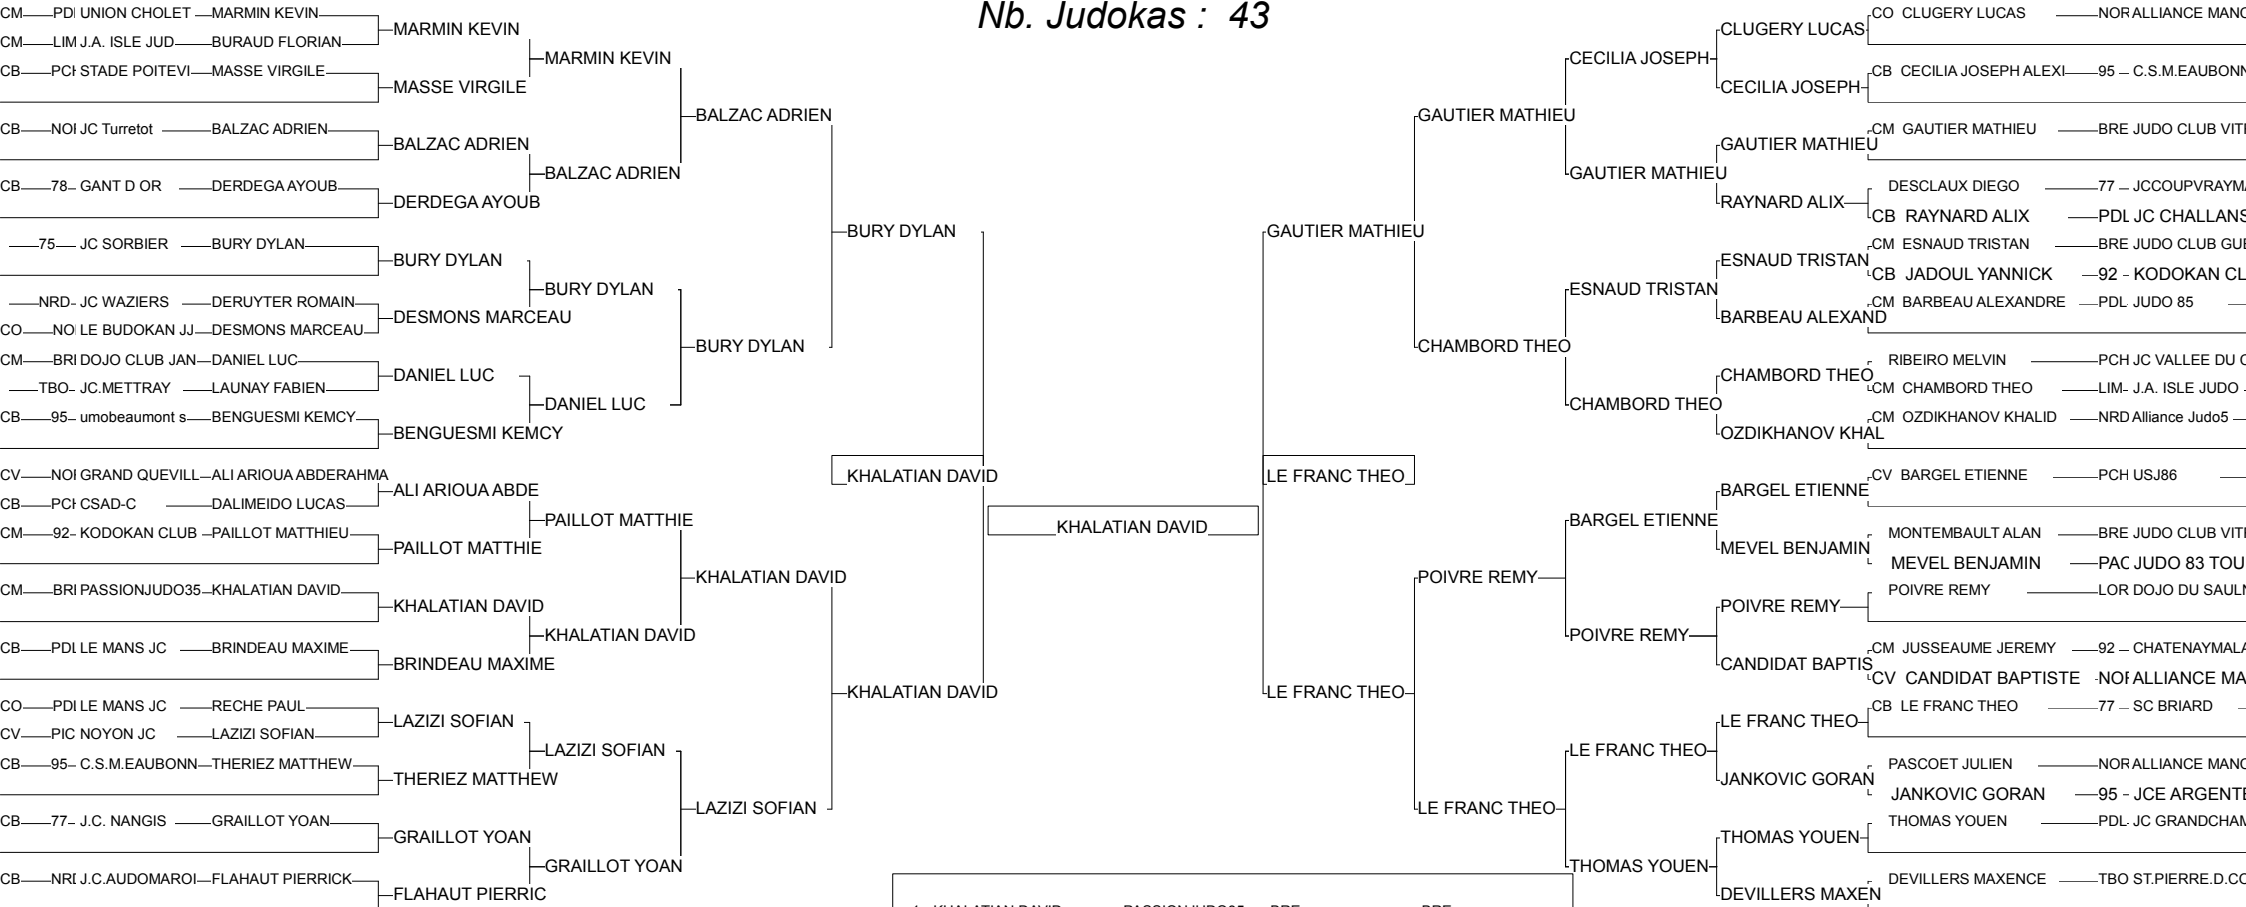 Nb. Judokas : 43
CM PDI UNION CHOLET MARMIN KEVIN
CM LIM J.A. ISLE JUD BURAUD FLORIAN
MARMIN KEVIN
CB PCH STADE POITEVI MASSE VIRGILE
MASSE VIRGILE
MARMIN KEVIN
CB NOI JC Turretot BALZAC ADRIEN
BALZAC ADRIEN
CB 78 GANT D OR DERDEGA AYOUB
DERDEGA AYOUB
BALZAC ADRIEN
BALZAC ADRIEN
75 JC SORBIER BURY DYLAN
BURY DYLAN
NRD JC WAZIERS DERUYTER ROMAIN
CO NO LE BUDOKAN JJ DESMONS MARCEAU
DESMONS MARCEAU
BURY DYLAN
CM BRI DOJO CLUB JAN DANIEL LUC
TBO JC.METTRAY LAUNAY FABIEN
DANIEL LUC
CB 95 umobeaumont s BENGUESMI KEMCY
BENGUESMI KEMCY
DANIEL LUC
BURY DYLAN
BURY DYLAN
CV NOI GRAND QUEVILL ALI ARIOUA ABDERAHMA
CB PCH CSAD-C DALIMEIDO LUCAS
ALI ARIOUA ABDE
CM 92 KODOKAN CLUB PAILLOT MATTHIEU
PAILLOT MATTHIE
PAILLOT MATTHIE
CM BRI PASSIONJUDO35 KHALATIAN DAVID
KHALATIAN DAVID
CB PDL LE MANS JC BRINDEAU MAXIME
BRINDEAU MAXIME
KHALATIAN DAVID
KHALATIAN DAVID
CO PDI LE MANS JC RECHE PAUL
CV PIC NOYON JC LAZIZI SOFIAN
LAZIZI SOFIAN
CB 95 C.S.M.EAUBONN THERIEZ MATTHEW
THERIEZ MATTHEW
LAZIZI SOFIAN
CB 77 J.C. NANGIS GRAILLOT YOAN
GRAILLOT YOAN
CB NRI J.C.AUDOMAROI FLAHAUT PIERRICK
FLAHAUT PIERRIC
GRAILLOT YOAN
LAZIZI SOFIAN
KHALATIAN DAVID
KHALATIAN DAVID
KHALATIAN DAVID
LE FRANC THEO
CO CLUGERY LUCAS NOR ALLIANCE MANC
CLUGERY LUCAS
CB CECILIA JOSEPH ALEXI 95 C.S.M.EAUBONN
CECILIA JOSEPH
CECILIA JOSEPH
CM GAUTIER MATHIEU BRE JUDO CLUB VIT
GAUTIER MATHIEU
DESCLAUX DIEGO 77 JCCOUPVRAYMA
CB RAYNARD ALIX PDL JC CHALLANS
RAYNARD ALIX
GAUTIER MATHIEU
GAUTIER MATHIEU
CM ESNAUD TRISTAN BRE JUDO CLUB GUE
CB JADOUL YANNICK 92 KODOKAN CL
ESNAUD TRISTAN
CM BARBEAU ALEXANDRE PDL JUDO 85
BARBEAU ALEXAND
ESNAUD TRISTAN
RIBEIRO MELVIN PCH JC VALLEE DU C
CM CHAMBORD THEO LIM J.A. ISLE JUDO
CHAMBORD THEO
CM OZDIKHANOV KHALID NRD Alliance Judo5
OZDIKHANOV KHAL
CHAMBORD THEO
CHAMBORD THEO
GAUTIER MATHIEU
CV BARGEL ETIENNE PCH USJ86
BARGEL ETIENNE
MONTEMBAULT ALAN BRE JUDO CLUB VIT
MEVEL BENJAMIN PAC JUDO 83 TOU
MEVEL BENJAMIN
BARGEL ETIENNE
POIVRE REMY LOR DOJO DU SAULN
POIVRE REMY
CM JUSSEAUME JEREMY 92 CHATENAYMALA
CV CANDIDAT BAPTISTE NOR ALLIANCE MA
CANDIDAT BAPTIS
POIVRE REMY
POIVRE REMY
CB LE FRANC THEO 77 SC BRIARD
LE FRANC THEO
PASCOET JULIEN NOR ALLIANCE MANC
JANKOVIC GORAN 95 JCE ARGENTE
JANKOVIC GORAN
LE FRANC THEO
THOMAS YOUEN PDL JC GRANDCHAM
THOMAS YOUEN
DEVILLERS MAXENCE TBO ST.PIERRE.D.CO
DEVILLERS MAXEN
THOMAS YOUEN
LE FRANC THEO
LE FRANC THEO